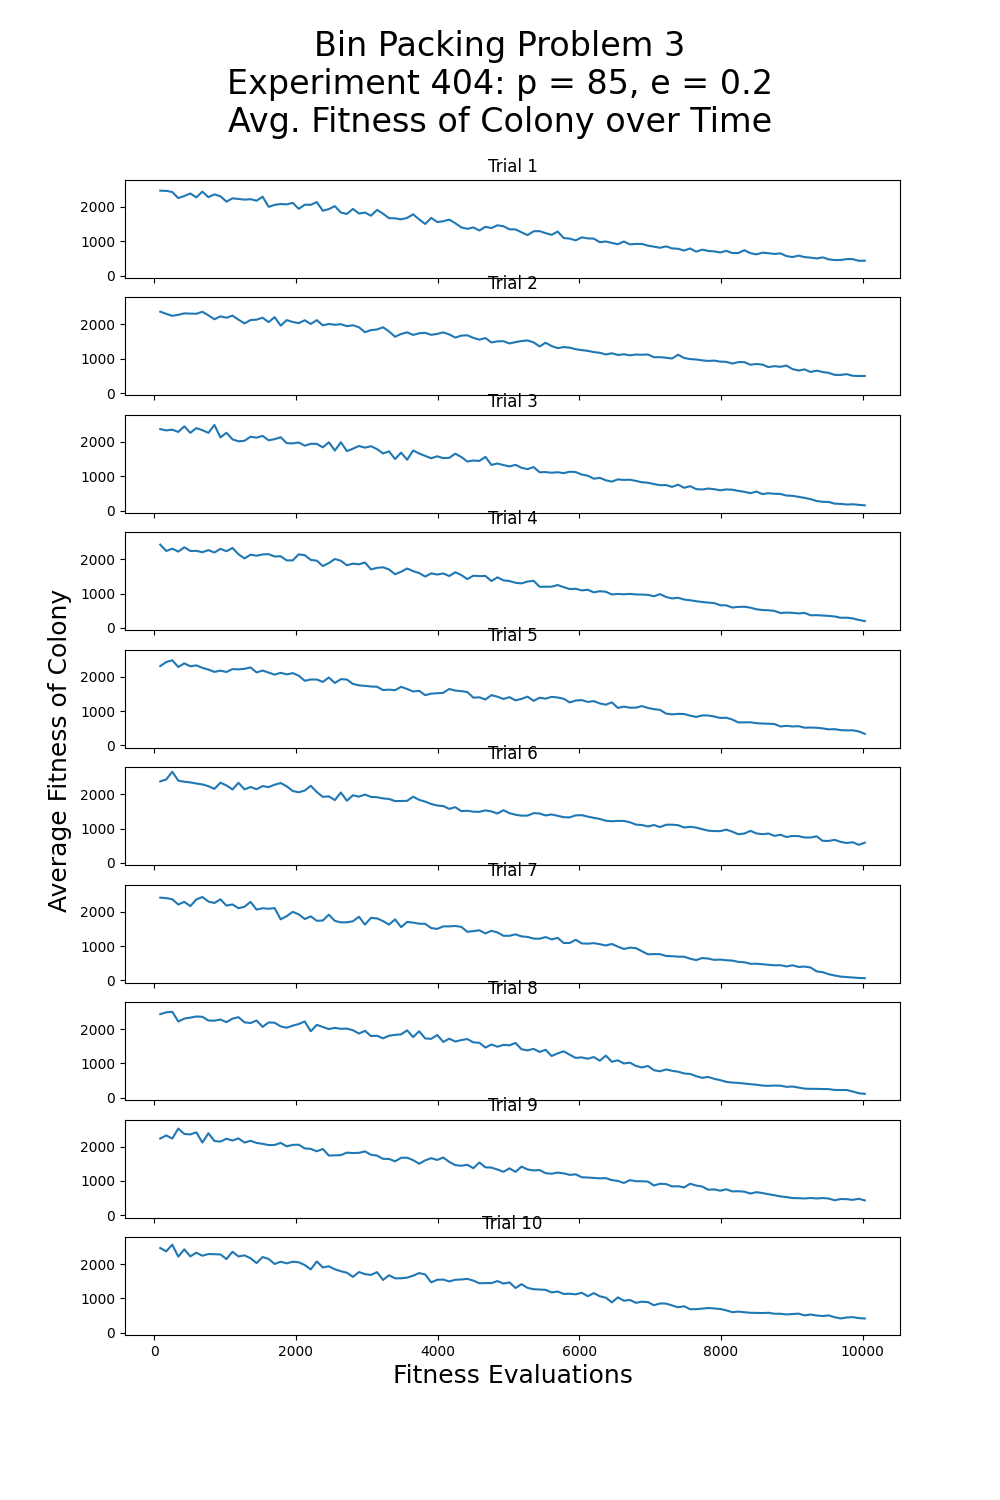 Bin Packing Problem 3
Experiment 404: p = 85, e = 0.2
Avg. Fitness of Colony over Time
Trial 1
2000
1000
0
Trial 2
2000
1000
0
Trial 3
2000
1000
0
Trial 4
2000
1000
0
Trial 5
2000
1000
0
Trial 6
2000
1000
0
Trial 7
2000
1000
0
Trial 8
2000
1000
0
Trial 9
2000
1000
0
Trial 10
2000
1000
0
0 2000 4000 6000 8000 10000
Fitness Evaluations
Average Fitness of Colony